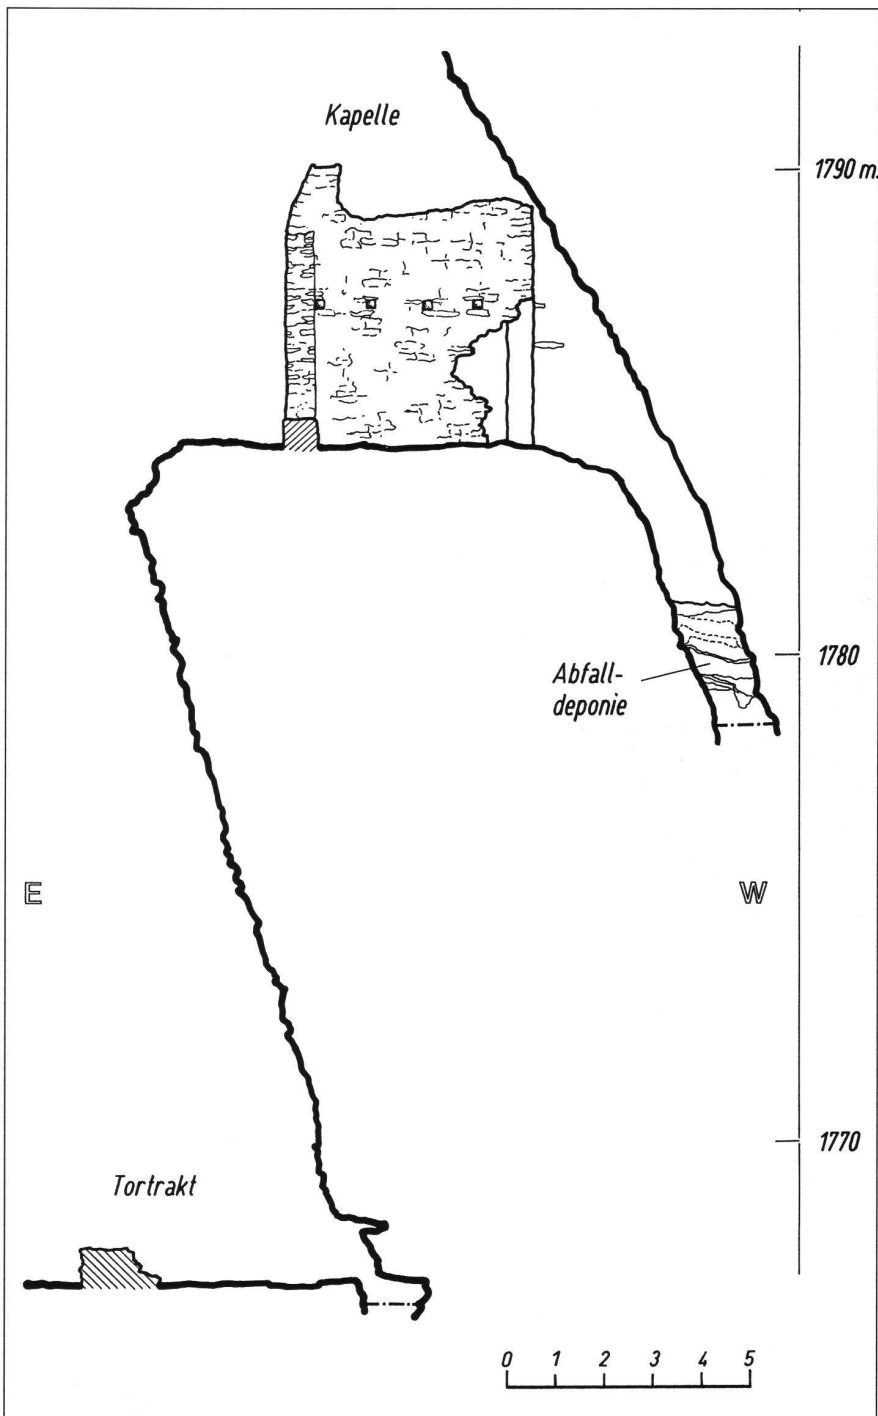 Kapelle
1790 m.
1780
Abfall-
deponie
E
W
1770
Tortrakt
0 1 2 3 4 5